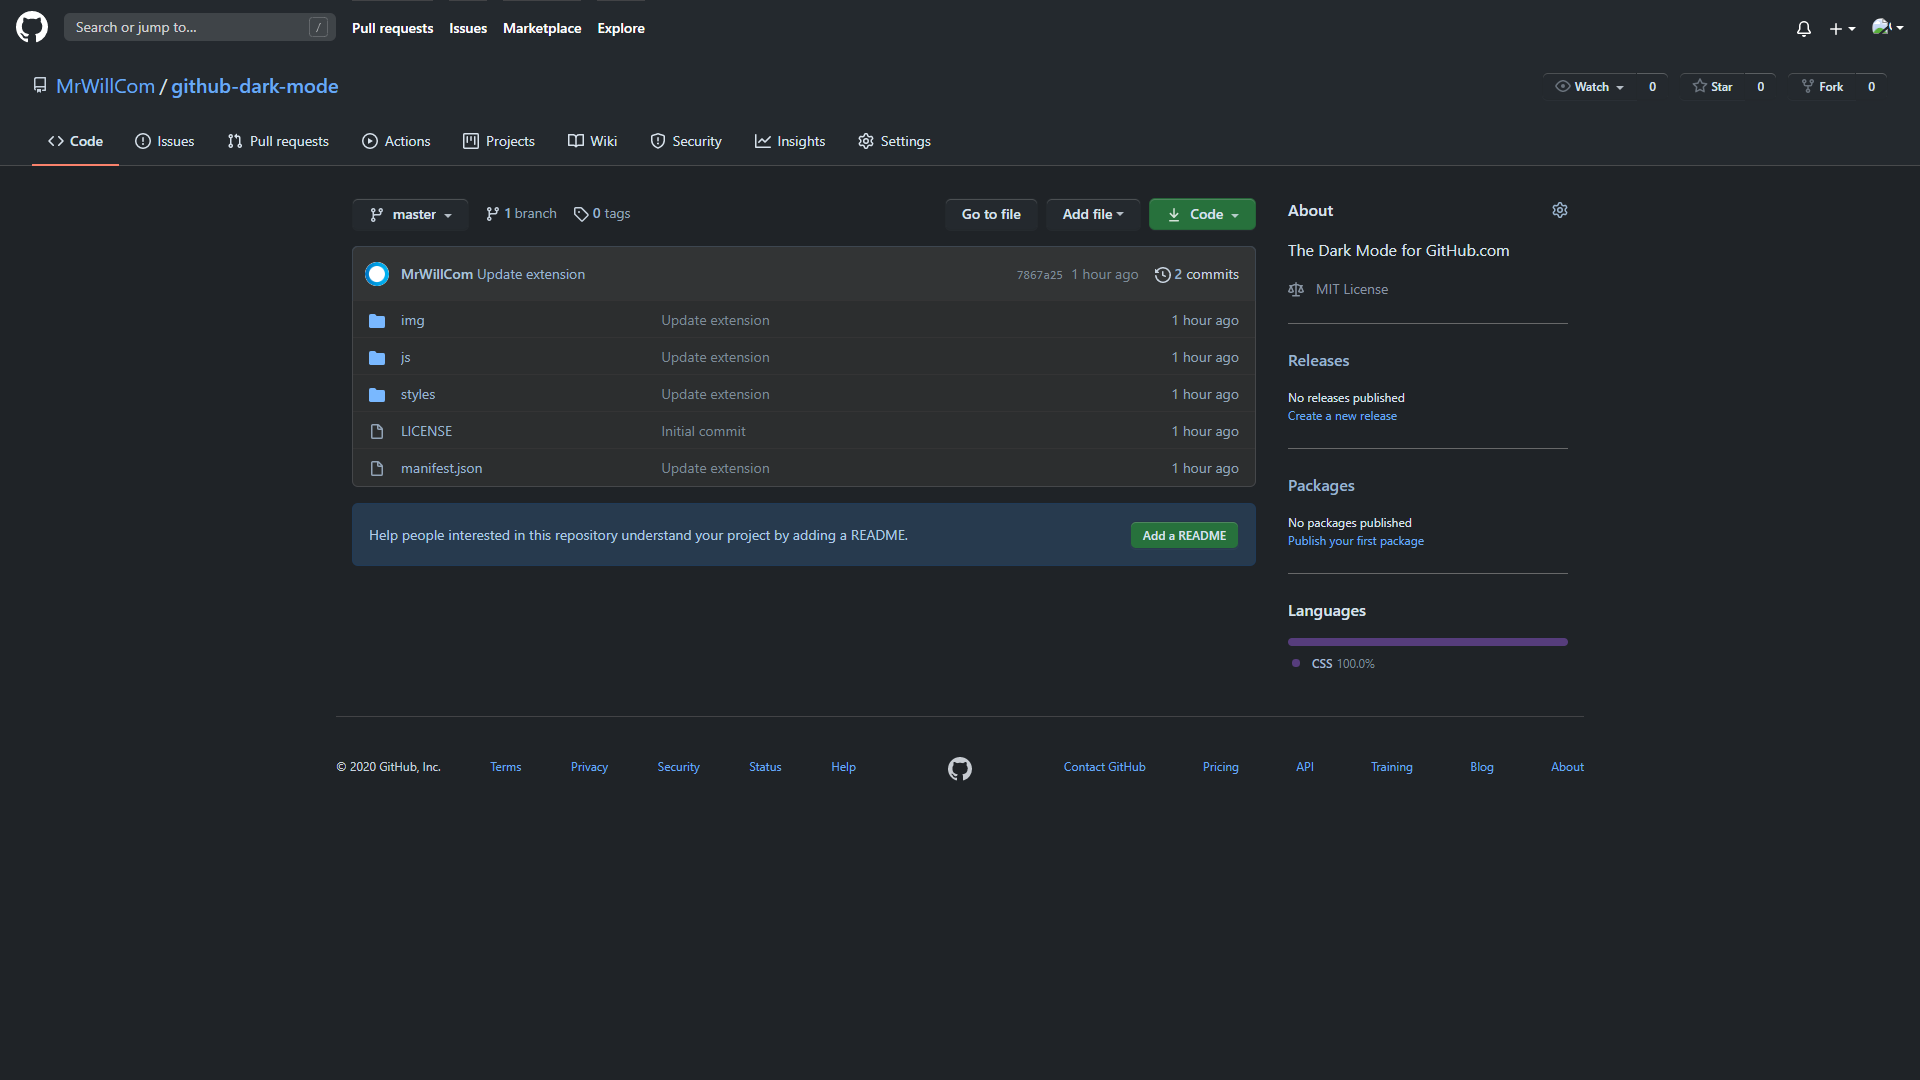 Search or jump to... /
Pull requests Issues Marketplace Explore
MrWillCom / github-dark-mode
Watch 0 Star 0 Fork 0
Code Issues Pull requests Actions Projects Wiki Security Insights Settings
master 1 branch 0 tags Go to file Add file Code
MrWillCom Update extension 7867a25 1 hour ago 2 commits
img Update extension 1 hour ago
js Update extension 1 hour ago
styles Update extension 1 hour ago
LICENSE Initial commit 1 hour ago
manifest.json Update extension 1 hour ago
Help people interested in this repository understand your project by adding a README. Add a README
About
The Dark Mode for GitHub.com
MIT License
Releases
No releases published
Create a new release
Packages
No packages published
Publish your first package
Languages
CSS 100.0%
© 2020 GitHub, Inc. Terms Privacy Security Status Help Contact GitHub Pricing API Training Blog About